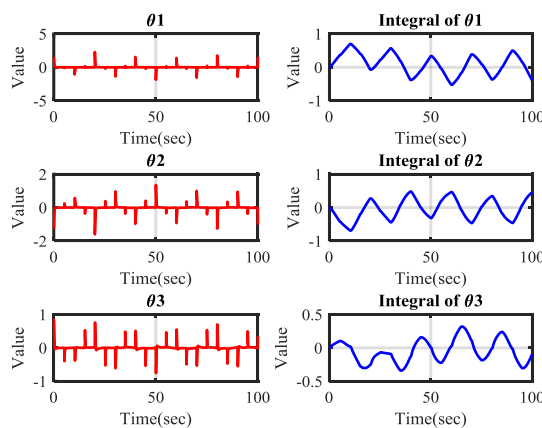 θ1
Integral of θ1
5
0
-5
Value
0
50
100
Time(sec)
1
0
-1
Value
0
50
100
Time(sec)
θ2
Integral of θ2
2
0
-2
Value
0
50
100
Time(sec)
1
0
-1
Value
0
50
100
Time(sec)
θ3
Integral of θ3
1
0
-1
Value
0
50
100
Time(sec)
0.5
0
-0.5
Value
0
50
100
Time(sec)